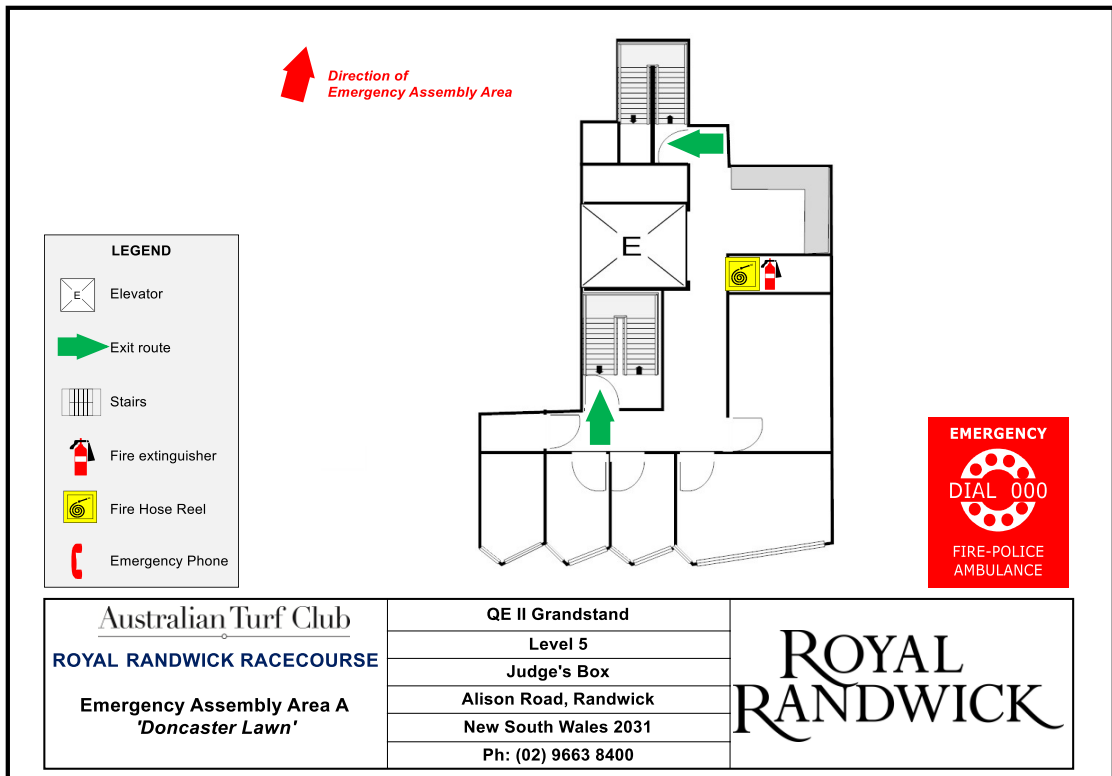 Direction of
Emergency Assembly Area
E
LEGEND
E
Elevator
Exit route
Stairs
Fire extinguisher
Fire Hose Reel
Emergency Phone
EMERGENCY
DIAL 000
FIRE-POLICE
AMBULANCE
Australian Turf Club
ROYAL RANDWICK RACECOURSE
Emergency Assembly Area A
'Doncaster Lawn'
QE II Grandstand
Level 5
Judge's Box
Alison Road, Randwick
New South Wales 2031
Ph: (02) 9663 8400
ROYAL
RANDWICK